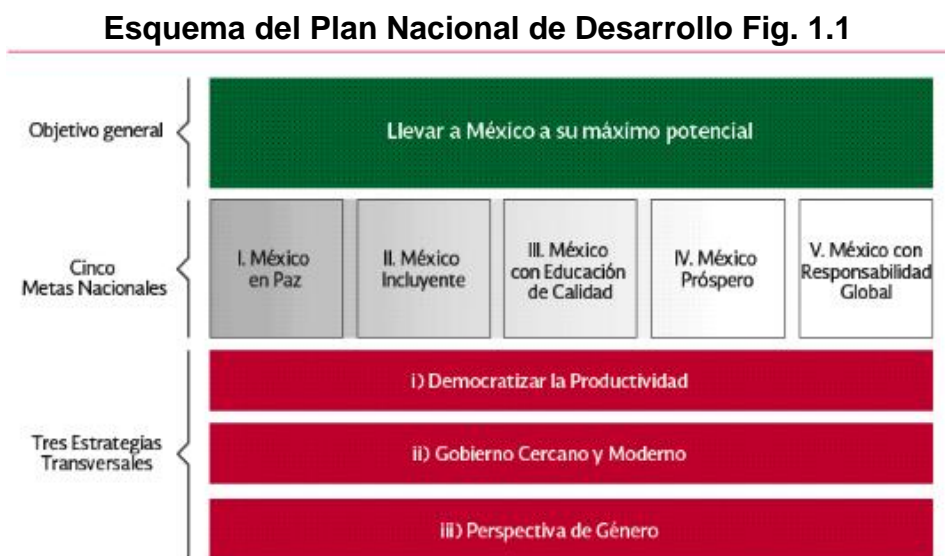 Esquema del Plan Nacional de Desarrollo Fig. 1.1
Objetivo general
Llevar a México a su máximo potencial
Cinco
Metas Nacionales
I. México
en Paz
II. México
Incluyente
III. México
con Educación
de Calidad
IV. México
Próspero
V. México con
Responsabilidad
Global
Tres Estrategias
Transversales
i) Democratizar la Productividad
ii) Gobierno Cercano y Moderno
iii) Perspectiva de Género